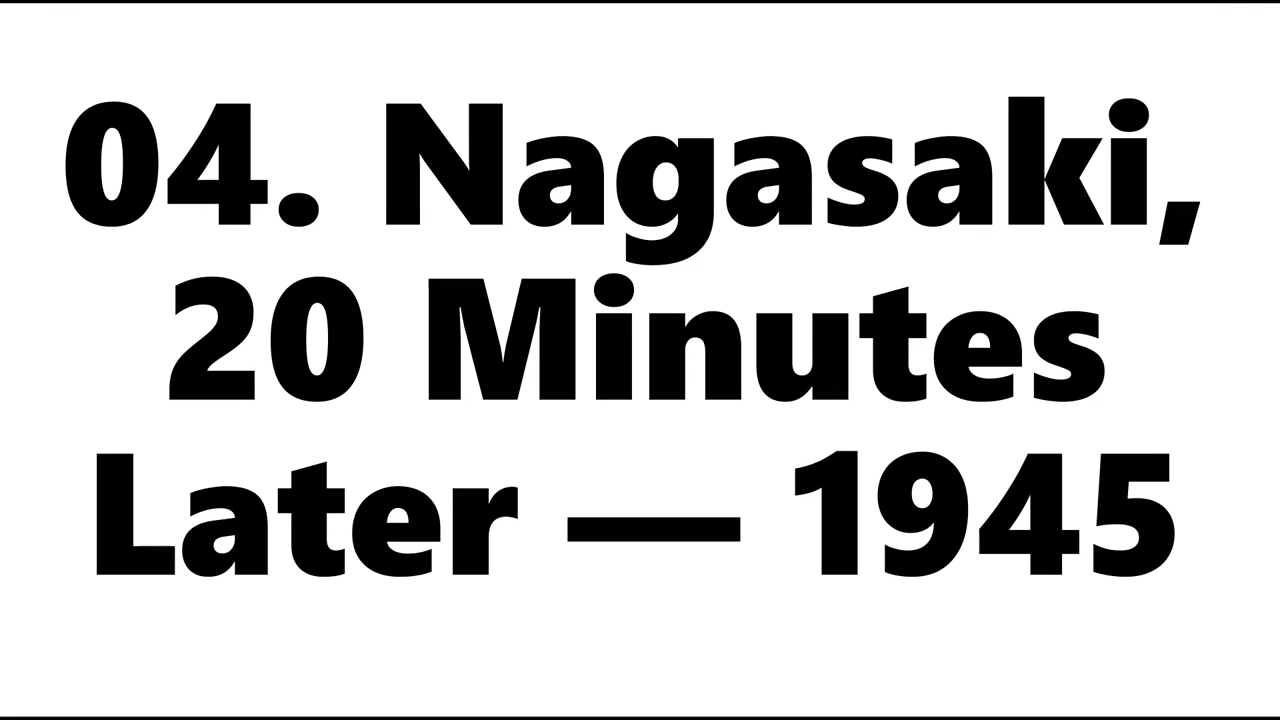 04. Nagasaki,
20 Minutes
Later — 1945